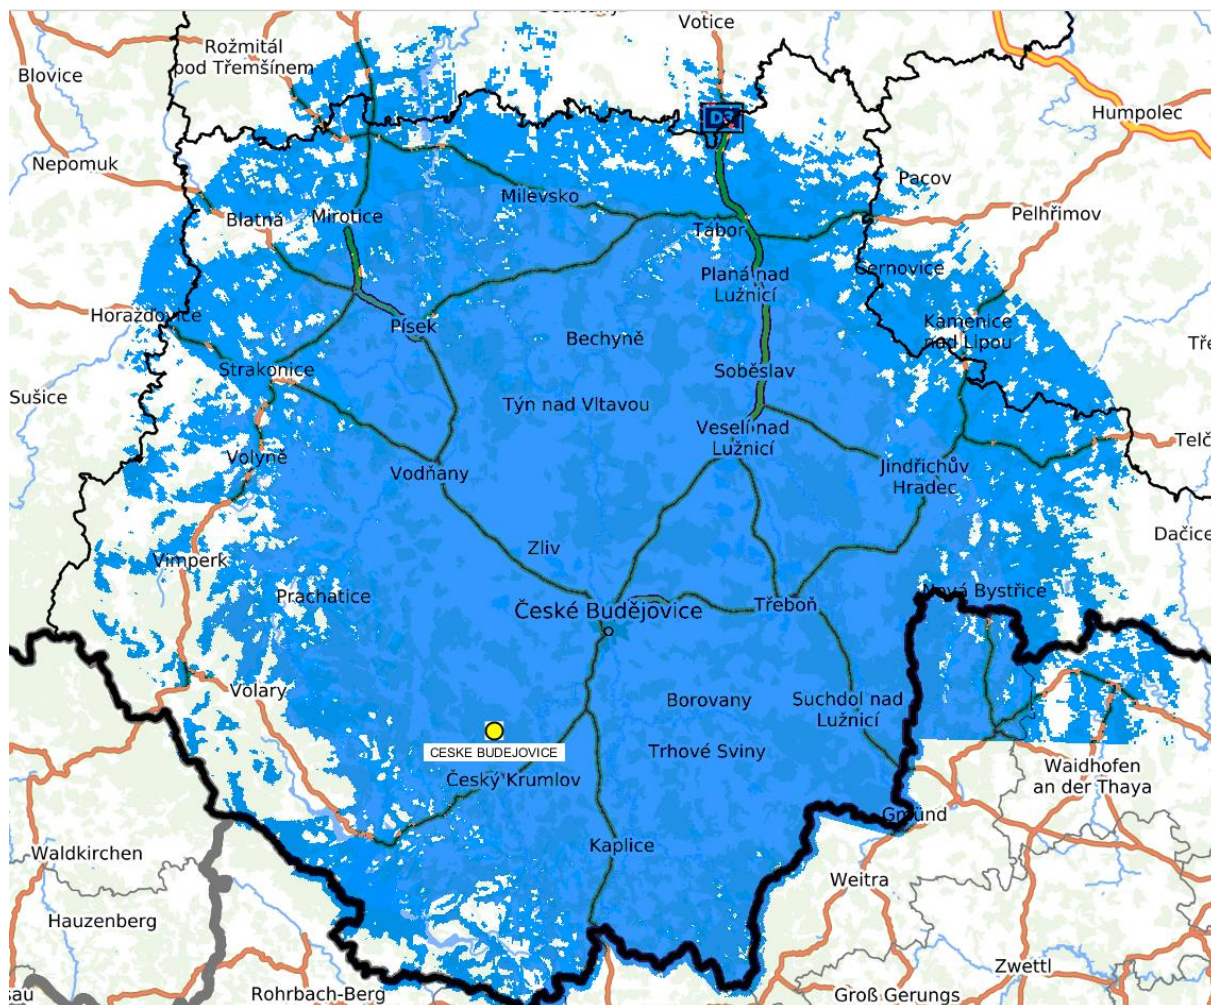 Votice
Rožmitál
pod Třemšínem
Blovice
D3
Humpolec
Nepomuk
Pacov
Milevsko
Blatná
Mirotice
Pelhřimov
Tábor
Černovice
Planá nad
Lužnicí
Horažďovice
Písek
Kamenice
nad Lipou
Bechyně
Strakonice
Soběslav
Sušice
Týn nad Vltavou
Veselí nad
Lužnicí
Telč
Volyně
Vodňany
Jindřichův
Hradec
Dačice
Zliv
Vimperk
Prachatice
Nová Bystřice
České Budějovice
Třeboň
Volary
Borovany
Suchdol nad
Lužnicí
CESKE BUDEJOVICE
Trhové Sviny
Český Krumlov
Waidhofen
an der Thaya
Gmünd
Kaplice
Waldkirchen
Weitra
Hauzenberg
Zwettl
Rohrbach-Berg
Groß Gerungs